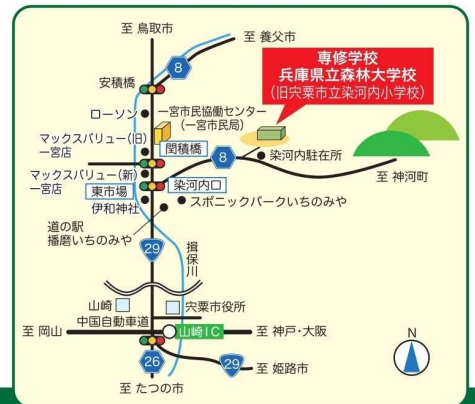 至 鳥取市
至 養父市
8
安積橋
専修学校
兵庫県立森林大学校
(旧宍粟市立染河内小学校)
ローソン
一宮市民協働センター
(一宮市民局)
マックスバリュー(旧)
一宮店
閏積橋
8
染河内駐在所
至 神河町
マックスバリュー(新)
一宮店
東市場
染河内口
伊和神社
スポニックパークいちのみや
道の駅
播磨いちのみや
29
揖保川
山崎
宍粟市役所
中国自動車道
至 岡山
山崎IC
至 神戸・大阪
N
26
29
至 姫路市
至 たつの市